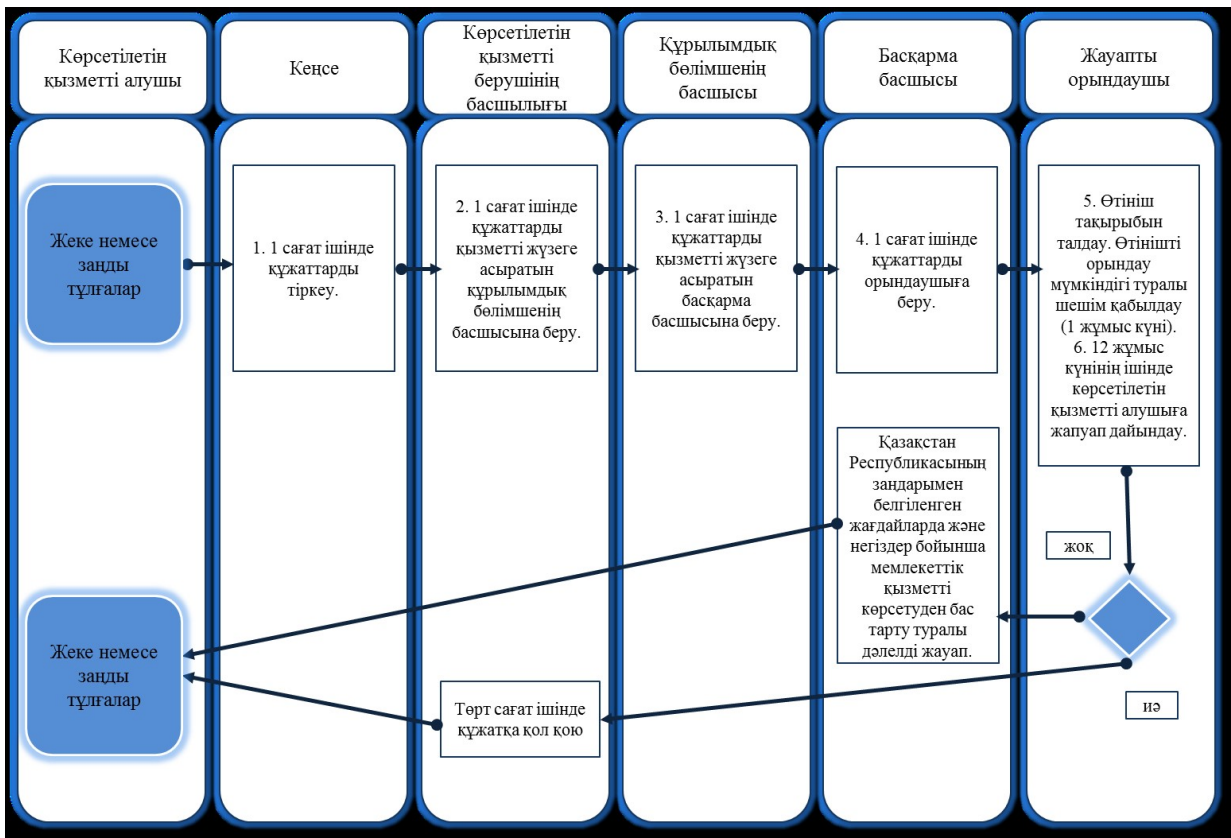 Көрсетілетін
қызметті алушы
Кеңсе
Көрсетілетін
қызметті
берушінің
басшылығы
Құрылымдық
бөлімшенің
басшысы
Басқарма
басшысы
Жауапты
орындаушы
Жеке немесе
заңды
тұлғалар
1. 1 сағат ішінде
құжаттарды
тіркеу.
2. 1 сағат ішінде
құжаттарды
қызметті жүзеге
асыратын
құрылымдық
бөлімшенің
басшысына беру.
3. 1 сағат ішінде
құжаттарды
қызметті жүзеге
асыратын
басқарма
басшысына беру.
4. 1 сағат ішінде
құжаттарды
орындаушыға
беру.
5. Өтініш
тақырыбын
талдау. Өтінішті
орындау
мүмкіндігі туралы
шешім қабылдау
(1 жұмыс күні).
6. 12 жұмыс
күнінің ішінде
көрсетілетін
қызметті алушыға
жапуап дайындау.
Қазақстан
Республикасының
заңдарымен
белгіленген
жағдайларда және
негіздер бойынша
мемлекеттік
қызметті
көрсетуден бас
тарту туралы
дәлелді жауап.
жоқ
Жеке немесе
заңды
тұлғалар
Төрт сағат ішінде
құжатқа қол қою
иә